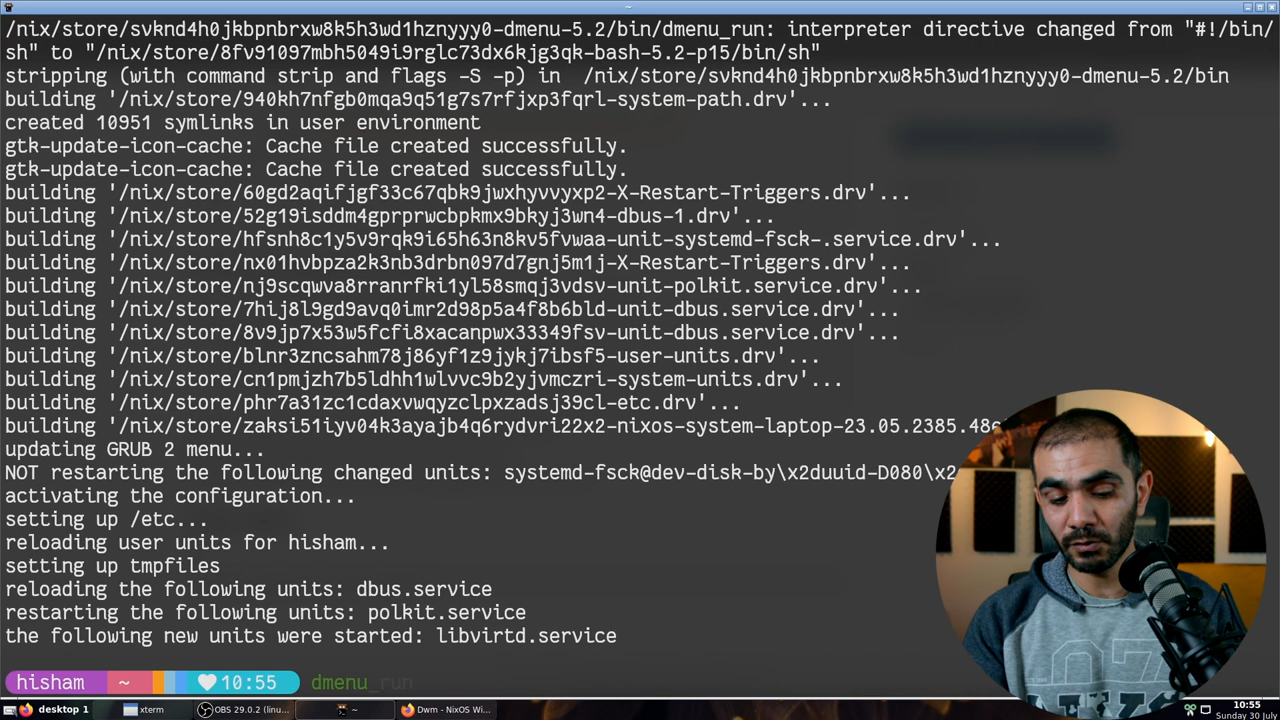 ~
/nix/store/svknd4h0jkbpnbrxw8k5h3wd1hznyyy0-dmenu-5.2/bin/dmenu_run: interpreter directive changed from "#!/bin/
sh" to "/nix/store/8fv91097mbh5049i9rglc73dx6kjg3qk-bash-5.2-p15/bin/sh"
stripping (with command strip and flags -S -p) in  /nix/store/svknd4h0jkbpnbrxw8k5h3wd1hznyyy0-dmenu-5.2/bin
building '/nix/store/940kh7nfgb0mqa9q51g7s7rfjxp3fqrl-system-path.drv'...
created 10951 symlinks in user environment
gtk-update-icon-cache: Cache file created successfully.
gtk-update-icon-cache: Cache file created successfully.
building '/nix/store/60gd2aqifjgf33c67qbk9jwxhyvvyxp2-X-Restart-Triggers.drv'...
building '/nix/store/52g19isddm4gprprwcbpkmx9bkyj3wn4-dbus-1.drv'...
building '/nix/store/hfsnh8c1y5v9rqk9i65h63n8kv5fvwaa-unit-systemd-fsck-.service.drv'...
building '/nix/store/nx01hvbpza2k3nb3drbn097d7gnj5m1j-X-Restart-Triggers.drv'...
building '/nix/store/nj9scqwva8rranrfki1yl58smqj3vdsv-unit-polkit.service.drv'...
building '/nix/store/7hij8l9gd9avq0imr2d98p5a4f8b6bld-unit-dbus.service.drv'...
building '/nix/store/8v9jp7x53w5fcfi8xacanpwx33349fsv-unit-dbus.service.drv'...
building '/nix/store/blnr3zncsahm78j86yf1z9jykj7ibsf5-user-units.drv'...
building '/nix/store/cn1pmjzh7b5ldhh1wlvvc9b2yjvmczri-system-units.drv'...
building '/nix/store/phr7a31zc1cdaxvwqyzclpxzadsj39cl-etc.drv'...
building '/nix/store/zaksi51iyv04k3ayajb4q6rydvri22x2-nixos-system-laptop-23.05.2385.48e
updating GRUB 2 menu...
NOT restarting the following changed units: systemd-fsck@dev-disk-by\x2duuid-D080\x2
activating the configuration...
setting up /etc...
reloading user units for hisham...
setting up tmpfiles
reloading the following units: dbus.service
restarting the following units: polkit.service
the following new units were started: libvirtd.service
hisham ~ 10:55 dmenu_run
desktop 1 xterm OBS 29.0.2 (linu... ~ Dwm - NixOS Wi... 10:55
Sunday 30 July